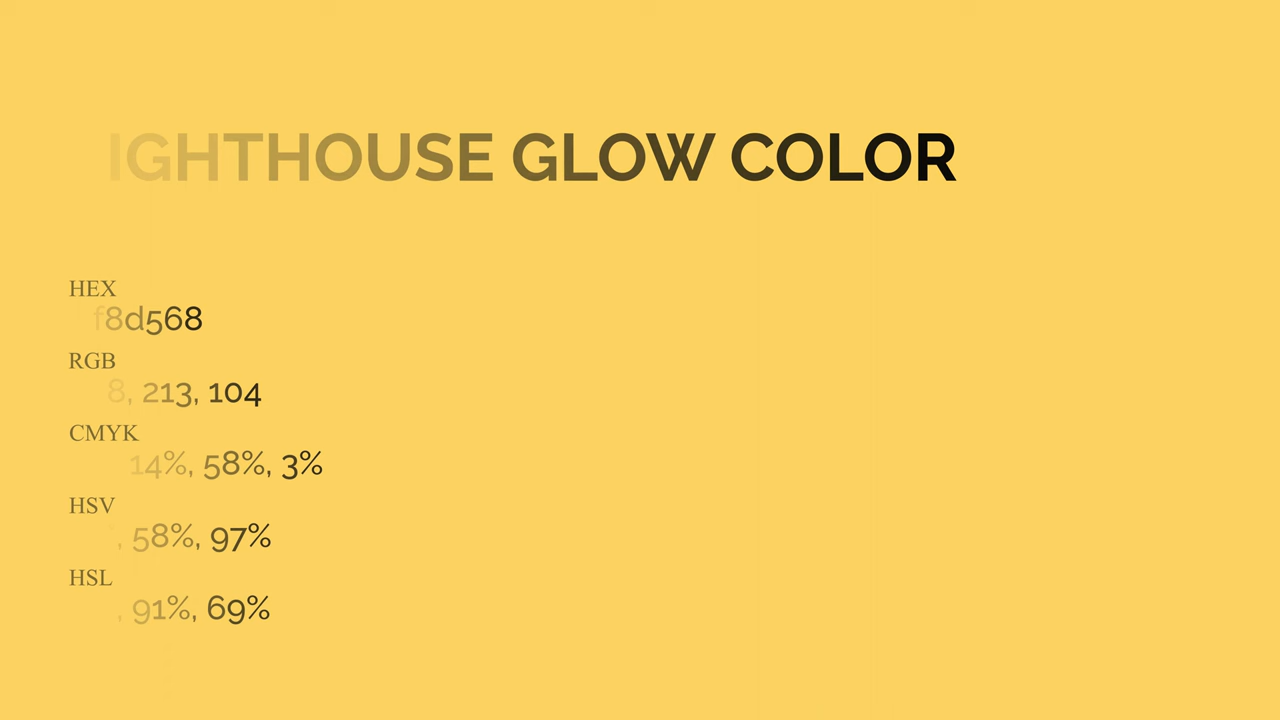 IGHTHOUSE GLOW COLOR
HEX
f8d568
RGB
8, 213, 104
CMYK
14%, 58%, 3%
HSV
, 58%, 97%
HSL
, 91%, 69%